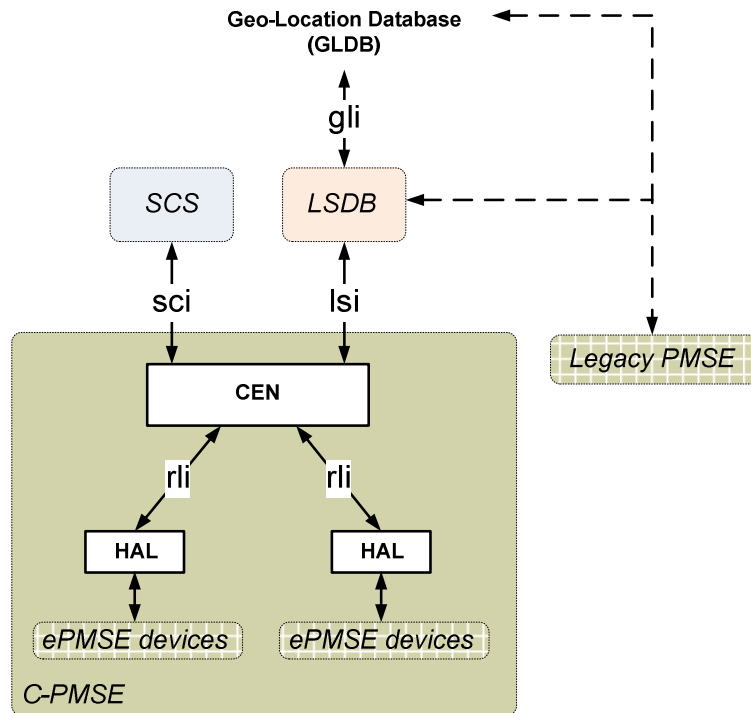 Geo-Location Database
(GLDB)
gli
SCS
LSDB
sci
lsi
Legacy PMSE
CEN
rli
rli
HAL
HAL
ePMSE devices
ePMSE devices
C-PMSE